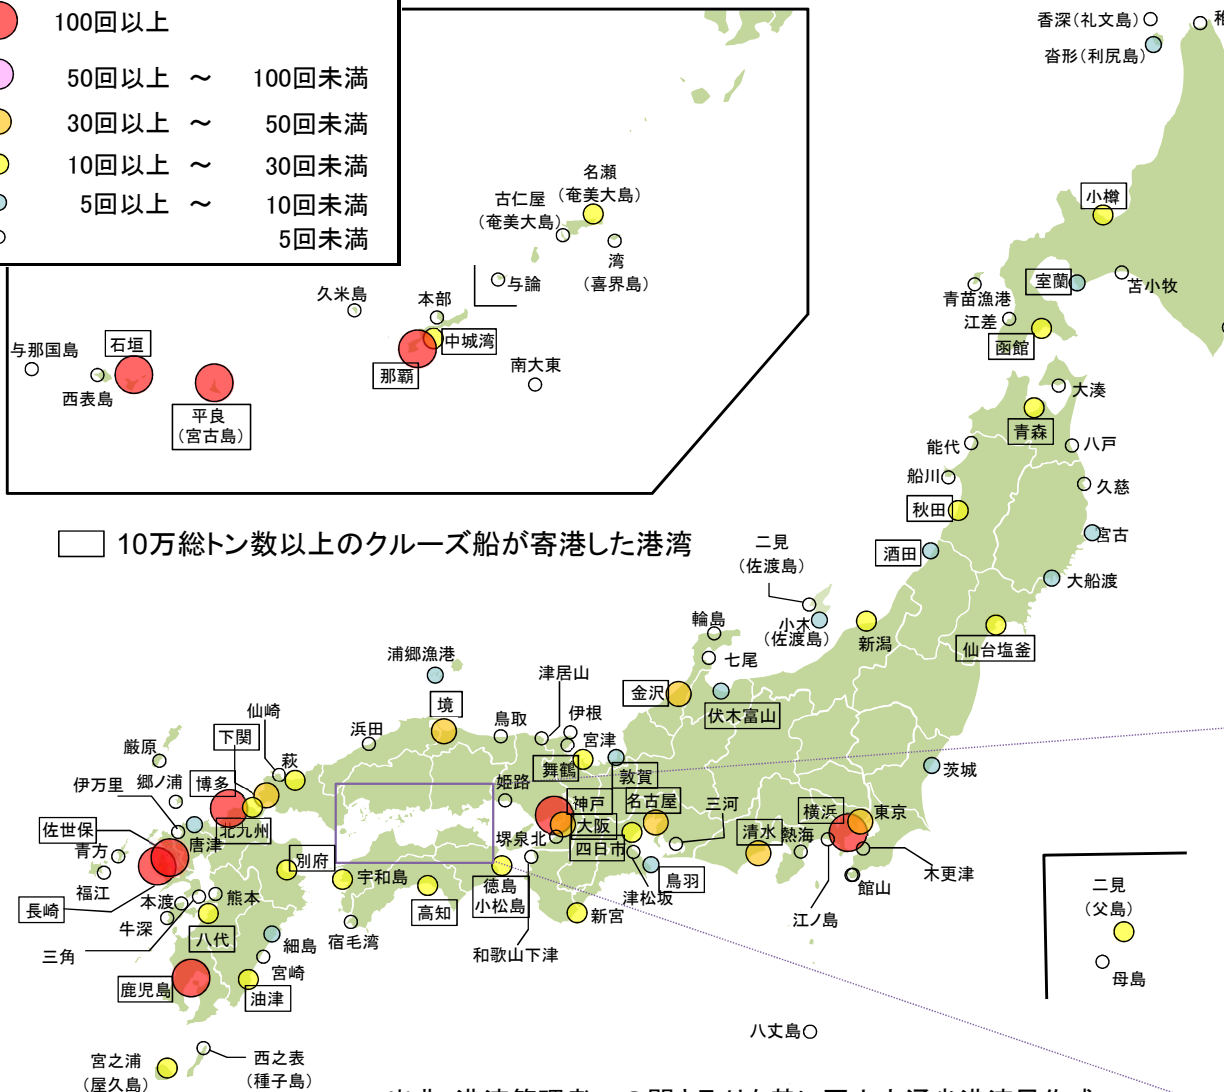 100回以上
50回以上 ～ 100回未満
30回以上 ～ 50回未満
10回以上 ～ 30回未満
5回以上 ～ 10回未満
5回未満
香深（礼文島）
沓形（利尻島）
名瀬
（奄美大島）
古仁屋
（奄美大島）
湾
（喜界島）
与論
久米島
本部
中城湾
那覇
南大東
与那国島
石垣
西表島
平良
（宮古島）
小樽
室蘭
苫小牧
青苗漁港
江差
函館
大湊
青森
能代
八戸
船川
久慈
秋田
宮古
10万総トン数以上のクルーズ船が寄港した港湾
酒田
大船渡
二見
（佐渡島）
小木
（佐渡島）
新潟
仙台塩釜
輪島
七尾
金沢
伏木富山
浦郷漁港
境
津居山
鳥取
伊根
宮津
舞鶴
敦賀
浜田
仙崎
下関
萩
厳原
郷ノ浦
博多
伊万里
北九州
佐世保
唐津
青方
福江
長崎
本渡
熊本
牛深
八代
三角
別府
宇和島
高知
宿毛湾
細島
宮崎
鹿児島
油津
宮之浦
（屋久島）
西之表
（種子島）
姫路
神戸
大阪
堺泉北
名古屋
四日市
三河
清水
熱海
横浜
東京
茨城
木更津
館山
江ノ島
鳥羽
津松坂
新宮
徳島
小松島
和歌山下津
八丈島
二見
（父島）
母島